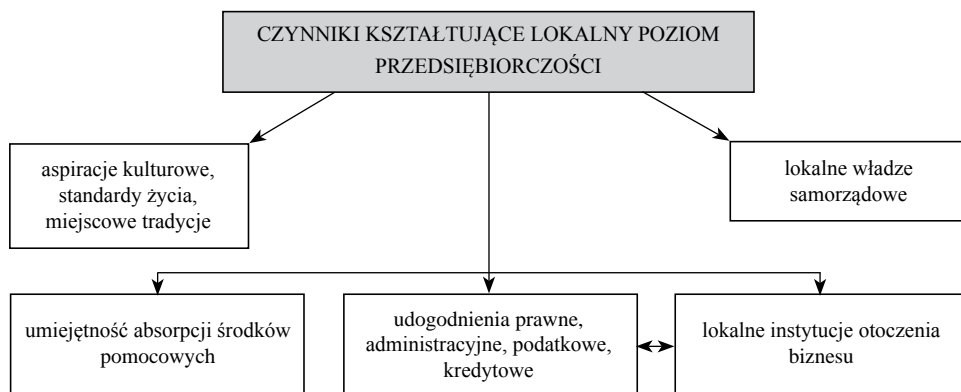 CZYNNIKI KSZTAŁTUJĄCE LOKALNY POZIOM
PRZEDSIĘBIORCZOŚCI
aspiracje kulturowe,
standardy życia,
miejscowe tradycje
lokalne władze
samorządowe
umiejętność absorpcji środków
pomocowych
udogodnienia prawne,
administracyjne, podatkowe,
kredytowe
lokalne instytucje otoczenia
biznesu